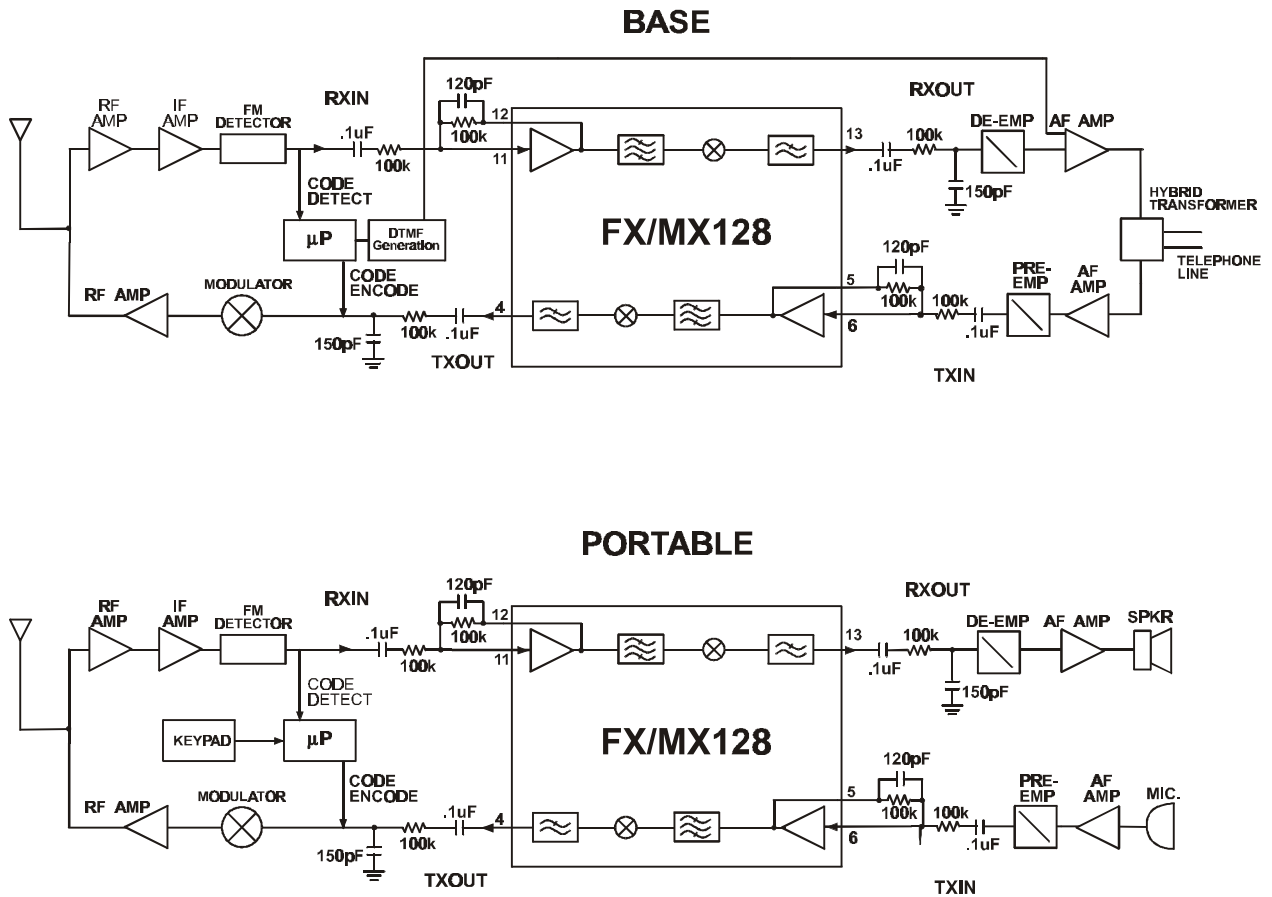 BASE
RF
AMP
IF
AMP
FM
DETECTOR
RXIN
.1uF
100k
120pF
100k
12
11
13
RXOUT
.1uF
100k
150pF
DE-EMP
AF AMP
CODE
DETECT
µP
DTMF
Generation
FX/MX128
HYBRID
TRANSFORMER
TELEPHONE
LINE
RF AMP
MODULATOR
CODE
ENCODE
150pF
100k
.1uF
TXOUT
4
5
6
120pF
100k
100k
.1uF
PRE-
EMP
AF
AMP
TXIN
PORTABLE
RF
AMP
IF
AMP
FM
DETECTOR
RXIN
.1uF
100k
120pF
100k
12
11
13
RXOUT
.1uF
100k
150pF
DE-EMP
AF AMP
SPKR
CODE
DETECT
KEYPAD
µP
FX/MX128
RF AMP
MODULATOR
CODE
ENCODE
150pF
100k
.1uF
TXOUT
4
5
6
120pF
100k
100k
.1uF
PRE-
EMP
AF
AMP
MIC.
TXIN